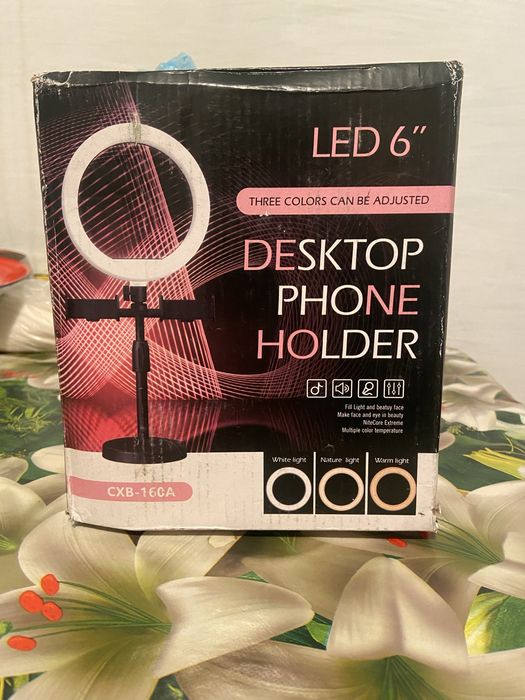 LED 6"
THREE COLORS CAN BE ADJUSTED
DESKTOP
PHONE
HOLDER
Fill Light and beatuy face
Make face and eye in beauty
NiteCore Extreme
Multiple color temperature
White light Nature light Warm light
CXB-160A